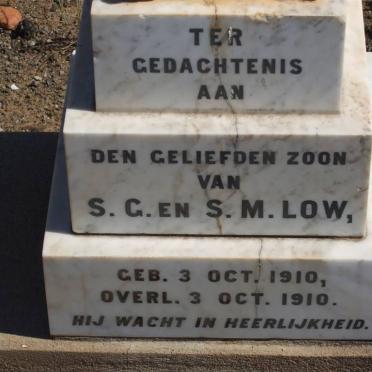 TER
GEDACHTENIS
AAN
DEN GELIEFDEN ZOON
VAN
S. G. EN S. M. LOW,
GEB. 3 OCT. 1910,
OVERL. 3 OCT. 1910.
HIJ WACHT IN HEERLIJKHEID.